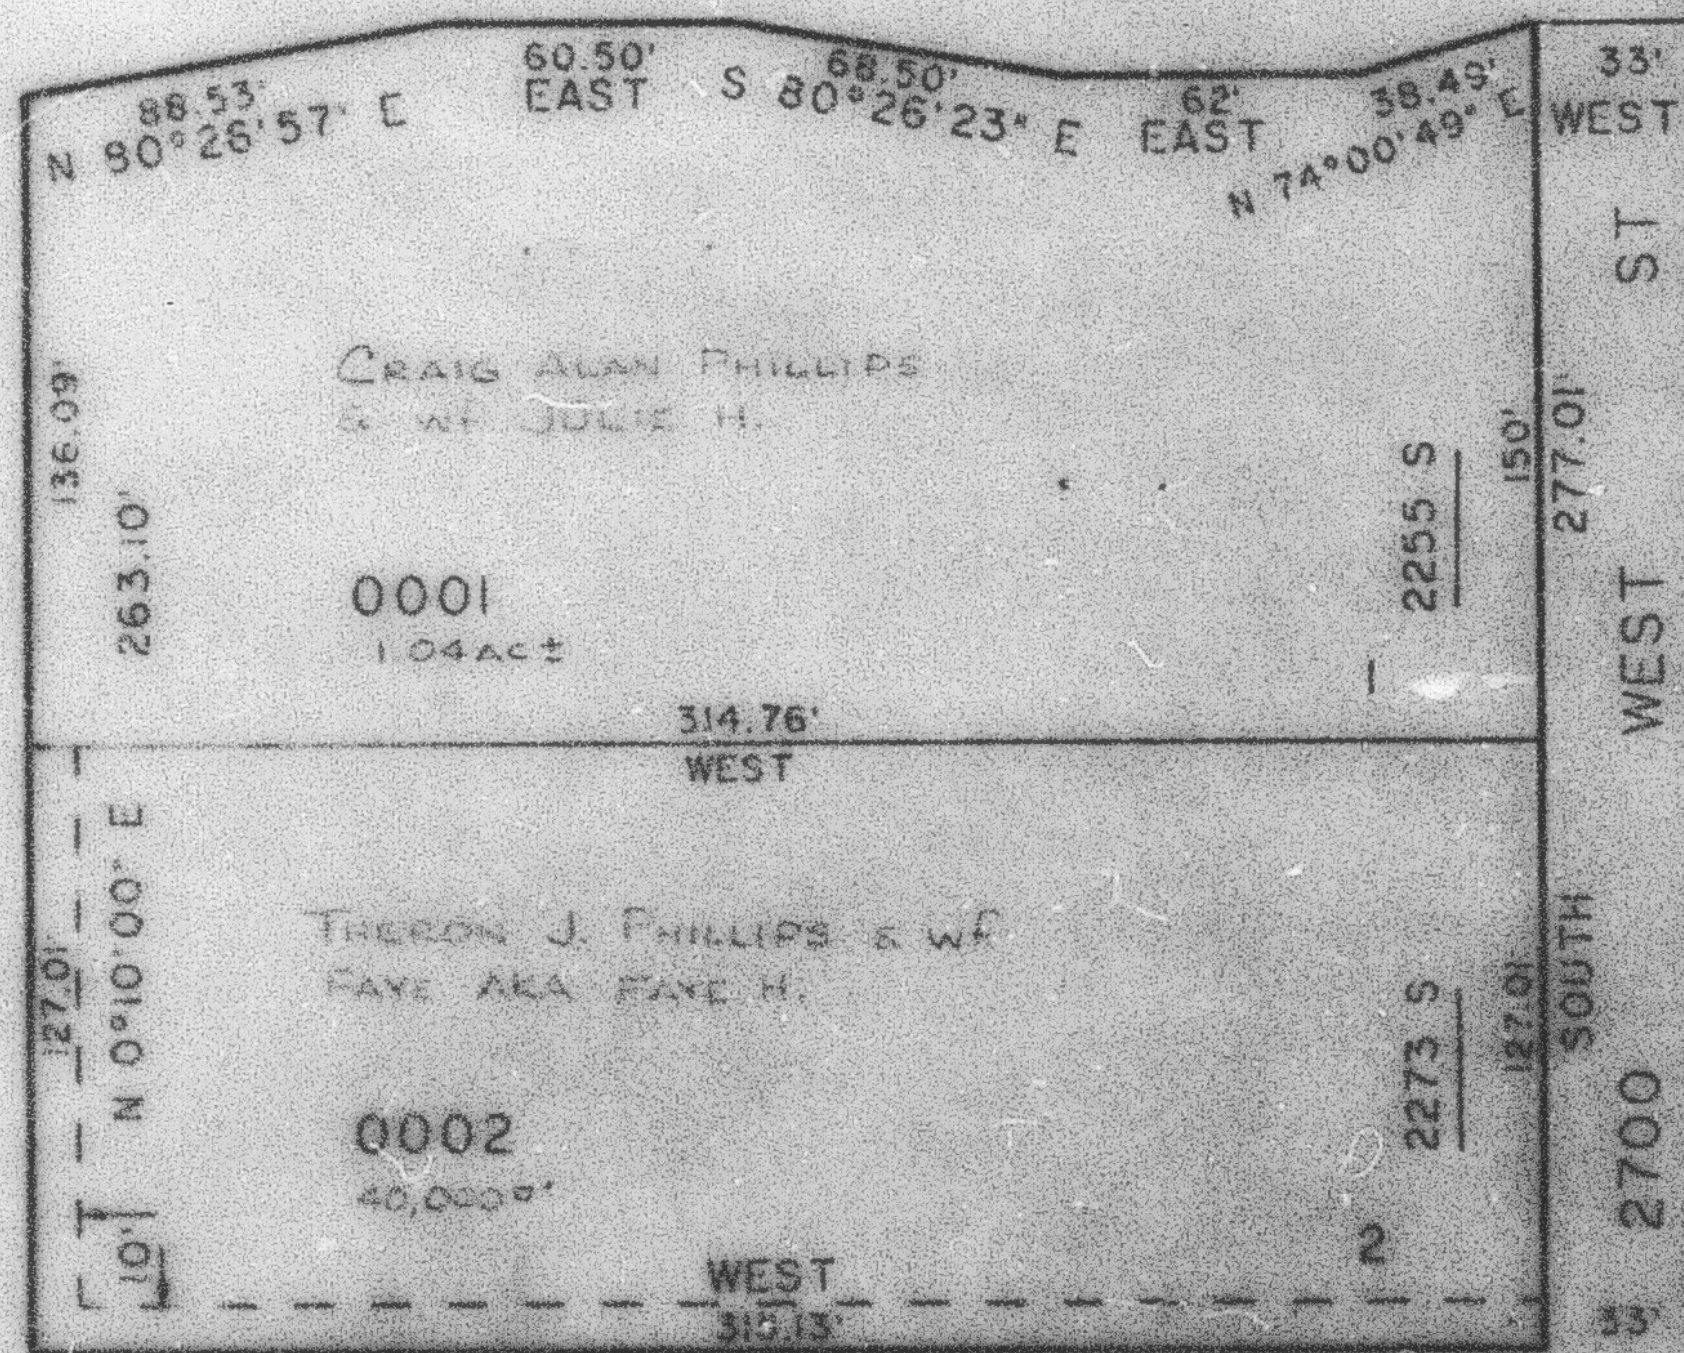 88.53'
N 80°26'57" E
60.50'
EAST
68.50'
S 80°26'23" E
62'
EAST
38.49'
N 74°00'49" E
33'
WEST
CRAIG ALAN PHILLIPS
& WF JULIE H.
136.09'
263.10'
0001
1.04 AC ±
2255 S
150'
277.01'
1
314.76'
WEST
N 0°10'00" E
127.01'
THERON J. PHILLIPS & WF
FAYE AKA FAYE H.
0002
40,000
2273 S
127.01'
SOUTH
2
10'
WEST
33'
2700 WEST ST